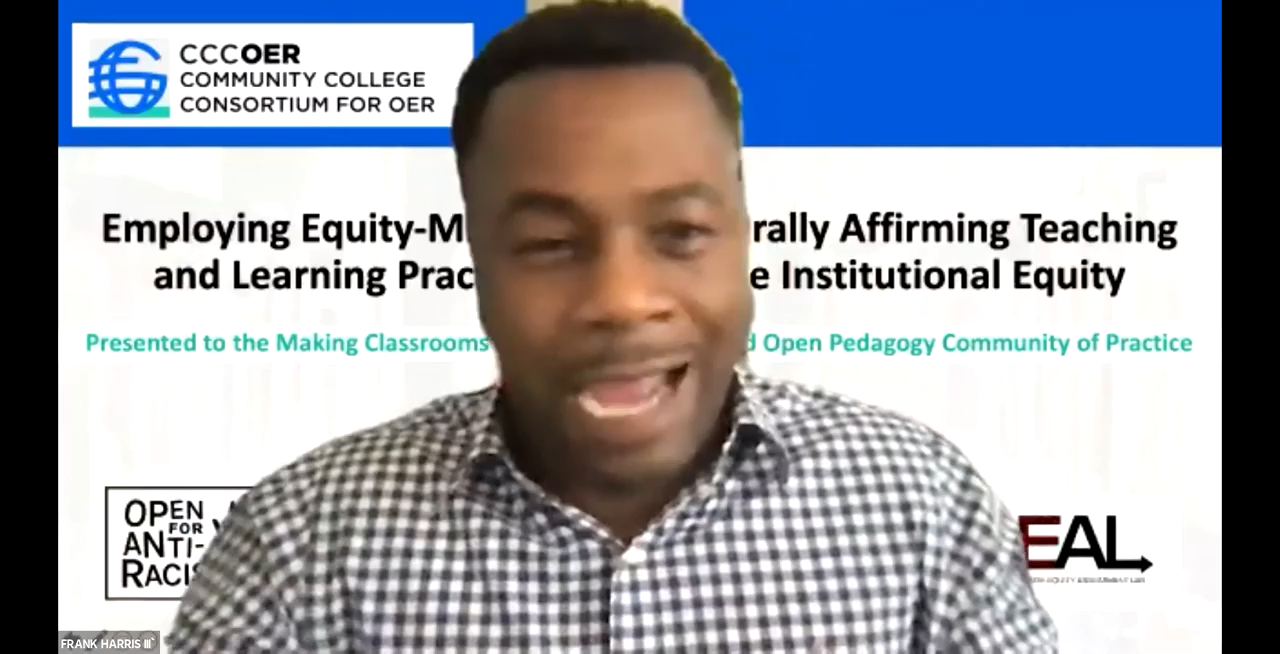 CCCOER
COMMUNITY COLLEGE
CONSORTIUM FOR OER
Employing Equity-M rally Affirming Teaching
and Learning Prac e Institutional Equity
Presented to the Making Classrooms d Open Pedagogy Community of Practice
OPEN
FOR
ANTI-
RACIS
EAL
FRANK HARRIS III